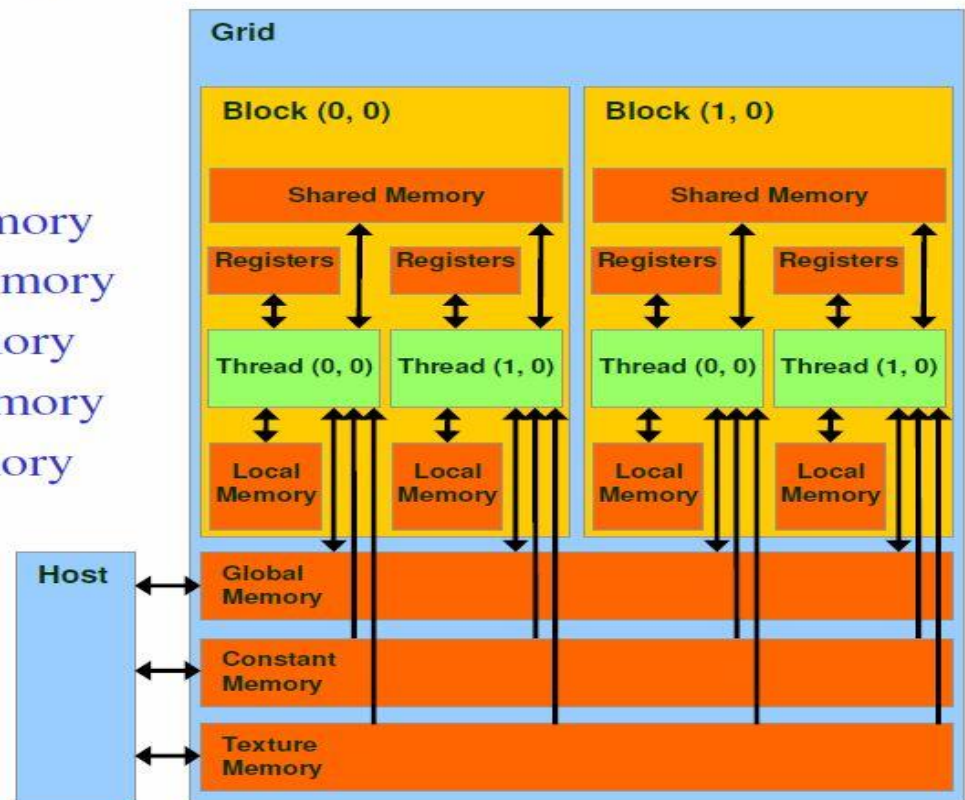 Grid
Block (0, 0)
Block (1, 0)
Shared Memory
Shared Memory
mory
Registers
Registers
Registers
Registers
mory
ory
Thread (0, 0)
Thread (1, 0)
Thread (0, 0)
Thread (1, 0)
mory
ory
Local
Memory
Local
Memory
Local
Memory
Local
Memory
Host
Global
Memory
Constant
Memory
Texture
Memory